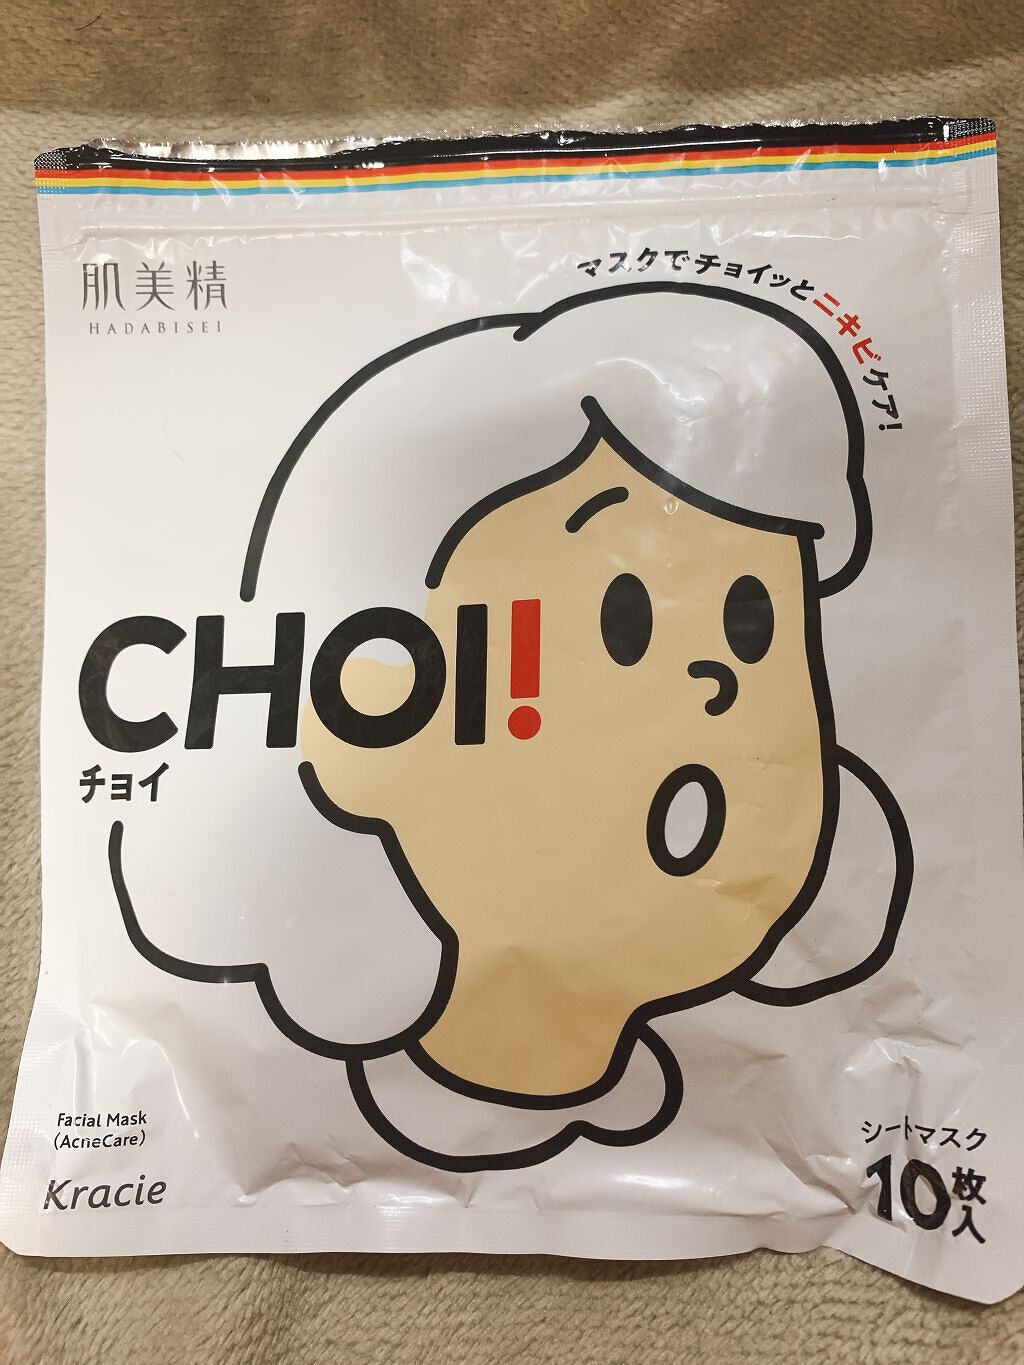 肌美精
HADABISEI
マスクでチョイッとニキビケア!
CHOI!
チョイ
Facial Mask
(AcneCare)
Kracie
シートマスク
10枚入